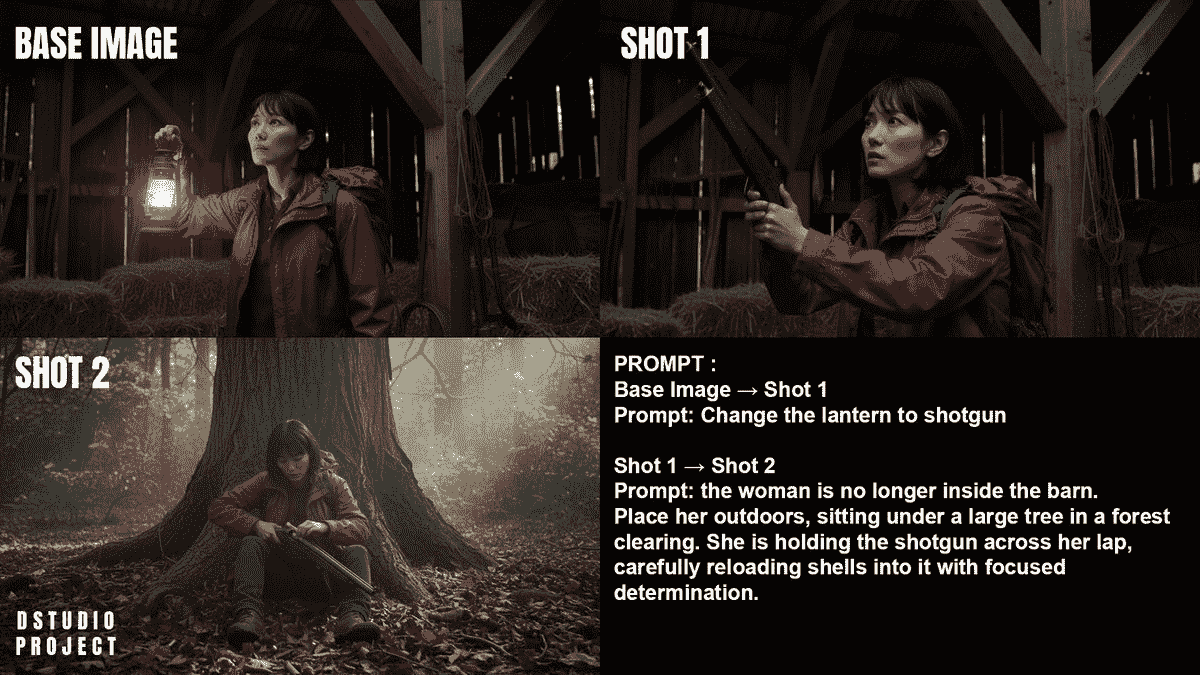 BASE IMAGE
SHOT 1
SHOT 2
DSTUDIO
PROJECT
PROMPT :
Base Image → Shot 1
Prompt: Change the lantern to shotgun
Shot 1 → Shot 2
Prompt: the woman is no longer inside the barn.
Place her outdoors, sitting under a large tree in a forest
clearing. She is holding the shotgun across her lap,
carefully reloading shells into it with focused
determination.